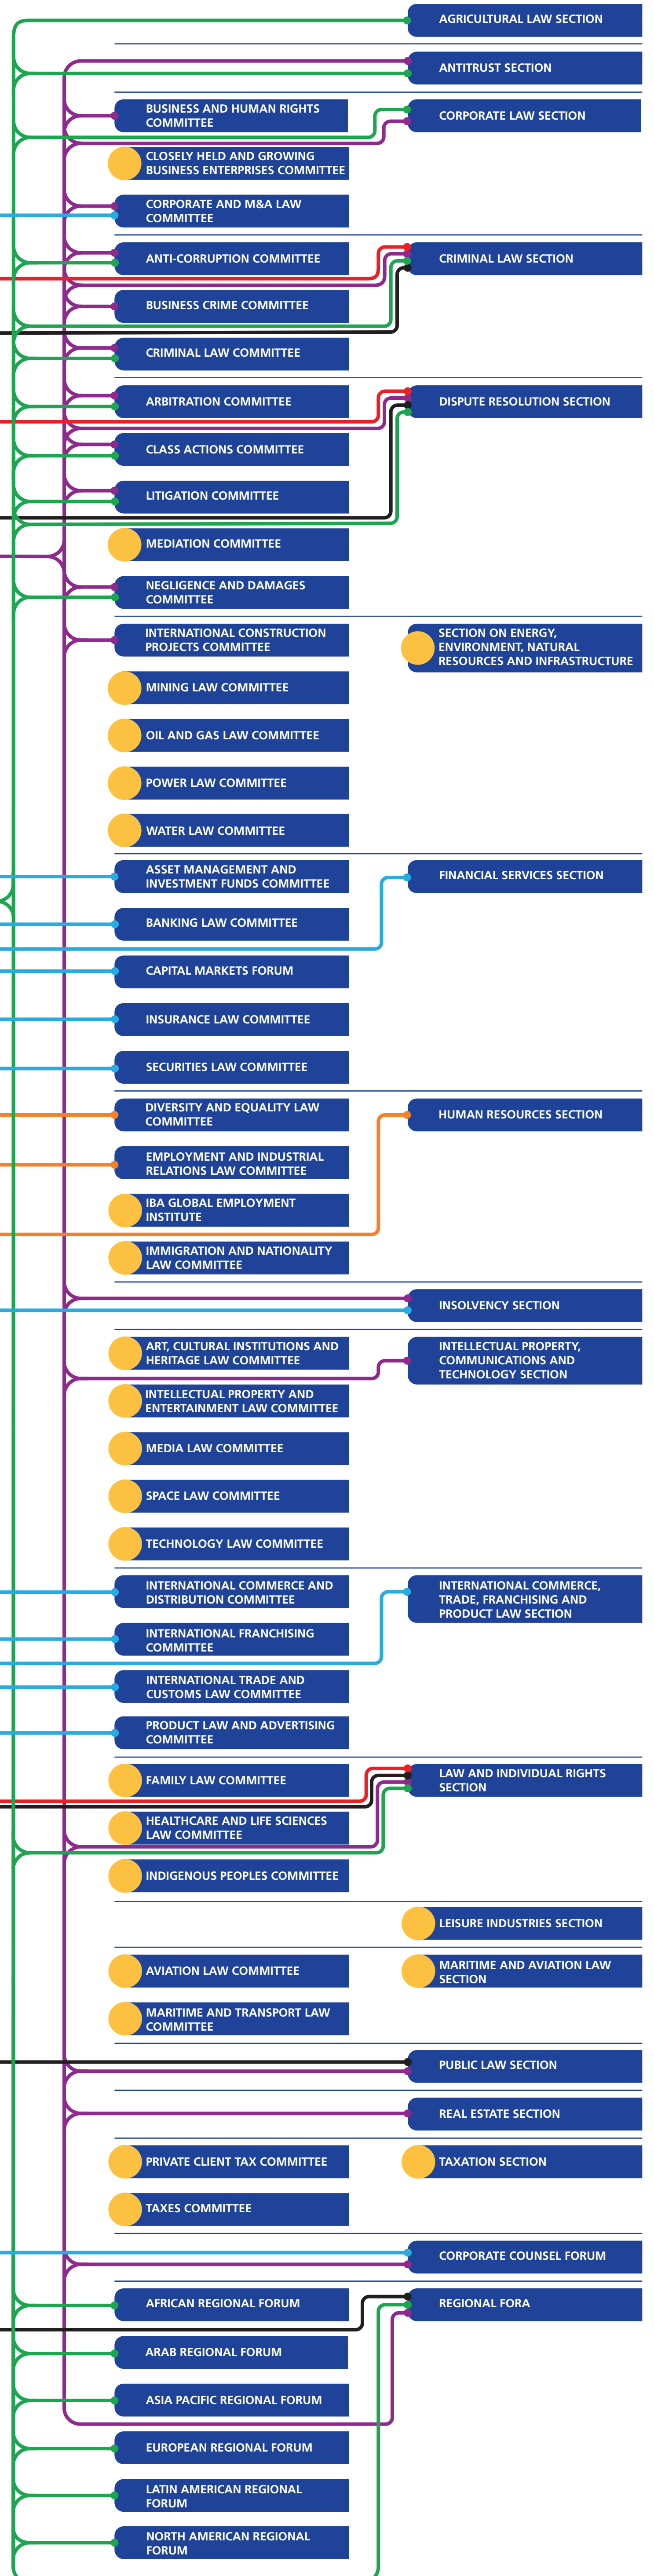 AGRICULTURAL LAW SECTION
ANTITRUST SECTION
BUSINESS AND HUMAN RIGHTS
COMMITTEE
CORPORATE LAW SECTION
CLOSELY HELD AND GROWING
BUSINESS ENTERPRISES COMMITTEE
CORPORATE AND M&A LAW
COMMITTEE
ANTI-CORRUPTION COMMITTEE
CRIMINAL LAW SECTION
BUSINESS CRIME COMMITTEE
CRIMINAL LAW COMMITTEE
ARBITRATION COMMITTEE
DISPUTE RESOLUTION SECTION
CLASS ACTIONS COMMITTEE
LITIGATION COMMITTEE
MEDIATION COMMITTEE
NEGLIGENCE AND DAMAGES
COMMITTEE
INTERNATIONAL CONSTRUCTION
PROJECTS COMMITTEE
SECTION ON ENERGY,
ENVIRONMENT, NATURAL
RESOURCES AND INFRASTRUCTURE
MINING LAW COMMITTEE
OIL AND GAS LAW COMMITTEE
POWER LAW COMMITTEE
WATER LAW COMMITTEE
ASSET MANAGEMENT AND
INVESTMENT FUNDS COMMITTEE
FINANCIAL SERVICES SECTION
BANKING LAW COMMITTEE
CAPITAL MARKETS FORUM
INSURANCE LAW COMMITTEE
SECURITIES LAW COMMITTEE
DIVERSITY AND EQUALITY LAW
COMMITTEE
HUMAN RESOURCES SECTION
EMPLOYMENT AND INDUSTRIAL
RELATIONS LAW COMMITTEE
IBA GLOBAL EMPLOYMENT
INSTITUTE
IMMIGRATION AND NATIONALITY
LAW COMMITTEE
INSOLVENCY SECTION
ART, CULTURAL INSTITUTIONS AND
HERITAGE LAW COMMITTEE
INTELLECTUAL PROPERTY,
COMMUNICATIONS AND
TECHNOLOGY SECTION
INTELLECTUAL PROPERTY AND
ENTERTAINMENT LAW COMMITTEE
MEDIA LAW COMMITTEE
SPACE LAW COMMITTEE
TECHNOLOGY LAW COMMITTEE
INTERNATIONAL COMMERCE AND
DISTRIBUTION COMMITTEE
INTERNATIONAL COMMERCE,
TRADE, FRANCHISING AND
PRODUCT LAW SECTION
INTERNATIONAL FRANCHISING
COMMITTEE
INTERNATIONAL TRADE AND
CUSTOMS LAW COMMITTEE
PRODUCT LAW AND ADVERTISING
COMMITTEE
FAMILY LAW COMMITTEE
LAW AND INDIVIDUAL RIGHTS
SECTION
HEALTHCARE AND LIFE SCIENCES
LAW COMMITTEE
INDIGENOUS PEOPLES COMMITTEE
LEISURE INDUSTRIES SECTION
AVIATION LAW COMMITTEE
MARITIME AND AVIATION LAW
SECTION
MARITIME AND TRANSPORT LAW
COMMITTEE
PUBLIC LAW SECTION
REAL ESTATE SECTION
PRIVATE CLIENT TAX COMMITTEE
TAXATION SECTION
TAXES COMMITTEE
CORPORATE COUNSEL FORUM
AFRICAN REGIONAL FORUM
REGIONAL FORA
ARAB REGIONAL FORUM
ASIA PACIFIC REGIONAL FORUM
EUROPEAN REGIONAL FORUM
LATIN AMERICAN REGIONAL
FORUM
NORTH AMERICAN REGIONAL
FORUM